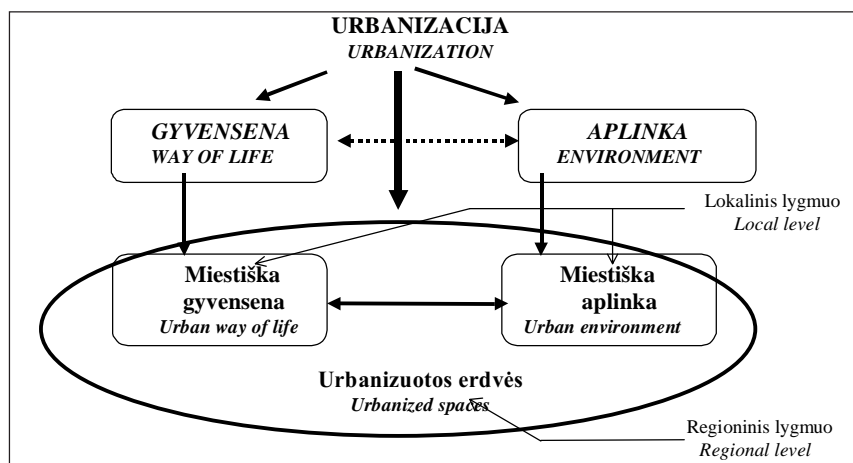 URBANIZACIJA
URBANIZATION
GYVENSENA
WAY OF LIFE
APLINKA
ENVIRONMENT
Lokalinis lygmuo
Local level
Miestiška
gyvensena
Urban way of life
Miestiška
aplinka
Urban environment
Urbanizuotos erdvės
Urbanized spaces
Regioninis lygmuo
Regional level